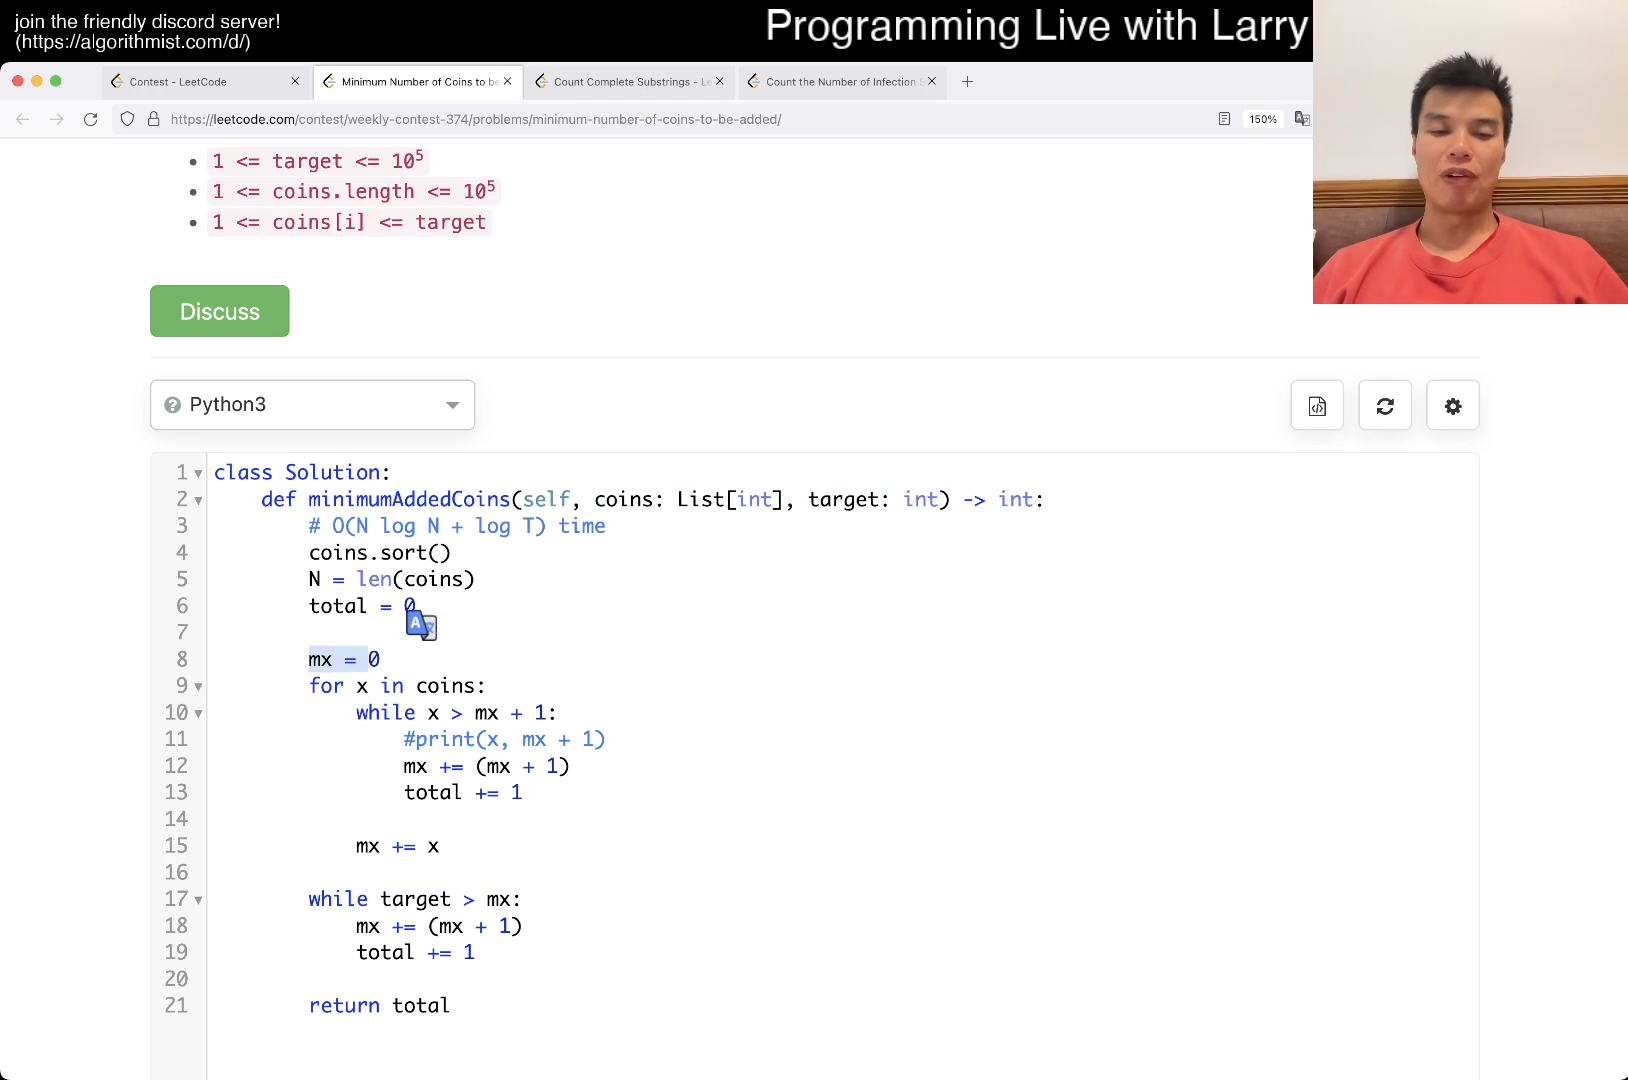 join the friendly discord server!
(https://algorithmist.com/d/)
Programming Live with Larry
Contest - LeetCode
Minimum Number of Coins to be
Count Complete Substrings - Le
Count the Number of Infection S
https://leetcode.com/contest/weekly-contest-374/problems/minimum-number-of-coins-to-be-added/
150%
1 <= target <= 10⁵
1 <= coins.length <= 10⁵
1 <= coins[i] <= target
Discuss
Python3
1 class Solution:
2 def minimumAddedCoins(self, coins: List[int], target: int) -> int:
3 # O(N log N + log T) time
4 coins.sort()
5 N = len(coins)
6 total = 0
7
8 mx = 0
9 for x in coins:
10 while x > mx + 1:
11 #print(x, mx + 1)
12 mx += (mx + 1)
13 total += 1
14
15 mx += x
16
17 while target > mx:
18 mx += (mx + 1)
19 total += 1
20
21 return total